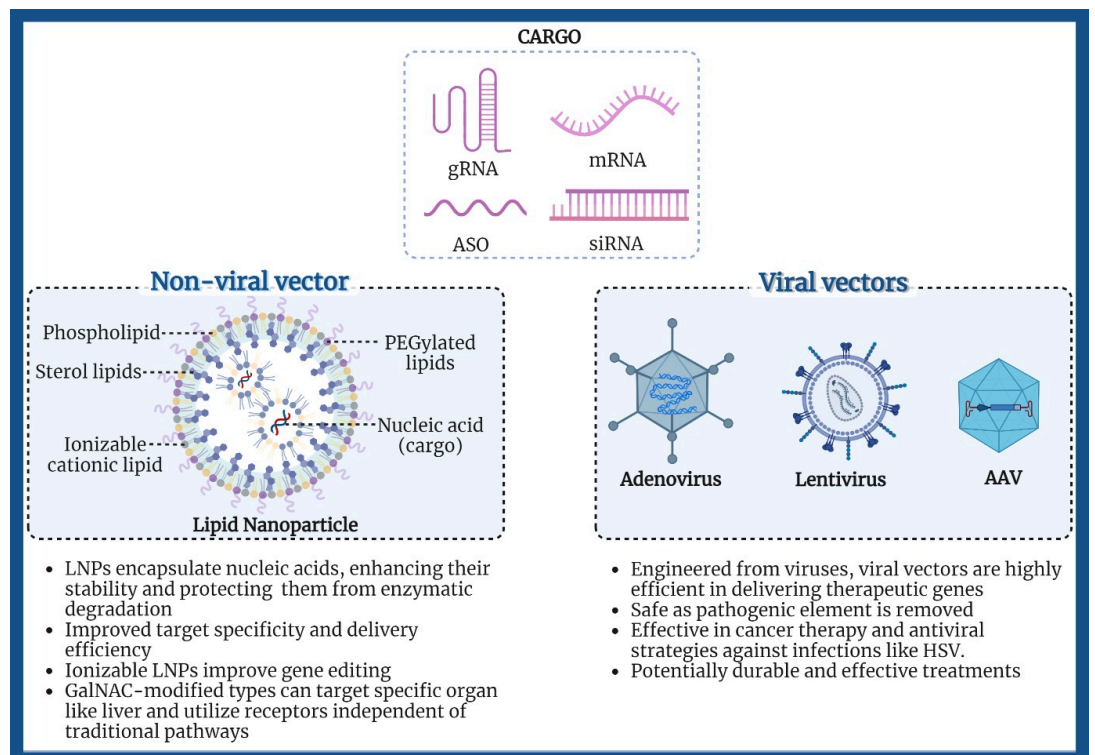 CARGO
gRNA
mRNA
ASO
siRNA
Non-viral vector
Phospholipid
Sterol lipids
Ionizable
cationic lipid
PEGylated
lipids
Nucleic acid
(cargo)
Lipid Nanoparticle
• LNPs encapsulate nucleic acids, enhancing their
stability and protecting them from enzymatic
degradation
• Improved target specificity and delivery
efficiency
• Ionizable LNPs improve gene editing
• GalNAC-modified types can target specific organ
like liver and utilize receptors independent of
traditional pathways
Viral vectors
Adenovirus
Lentivirus
AAV
• Engineered from viruses, viral vectors are highly
efficient in delivering therapeutic genes
• Safe as pathogenic element is removed
• Effective in cancer therapy and antiviral
strategies against infections like HSV.
• Potentially durable and effective treatments